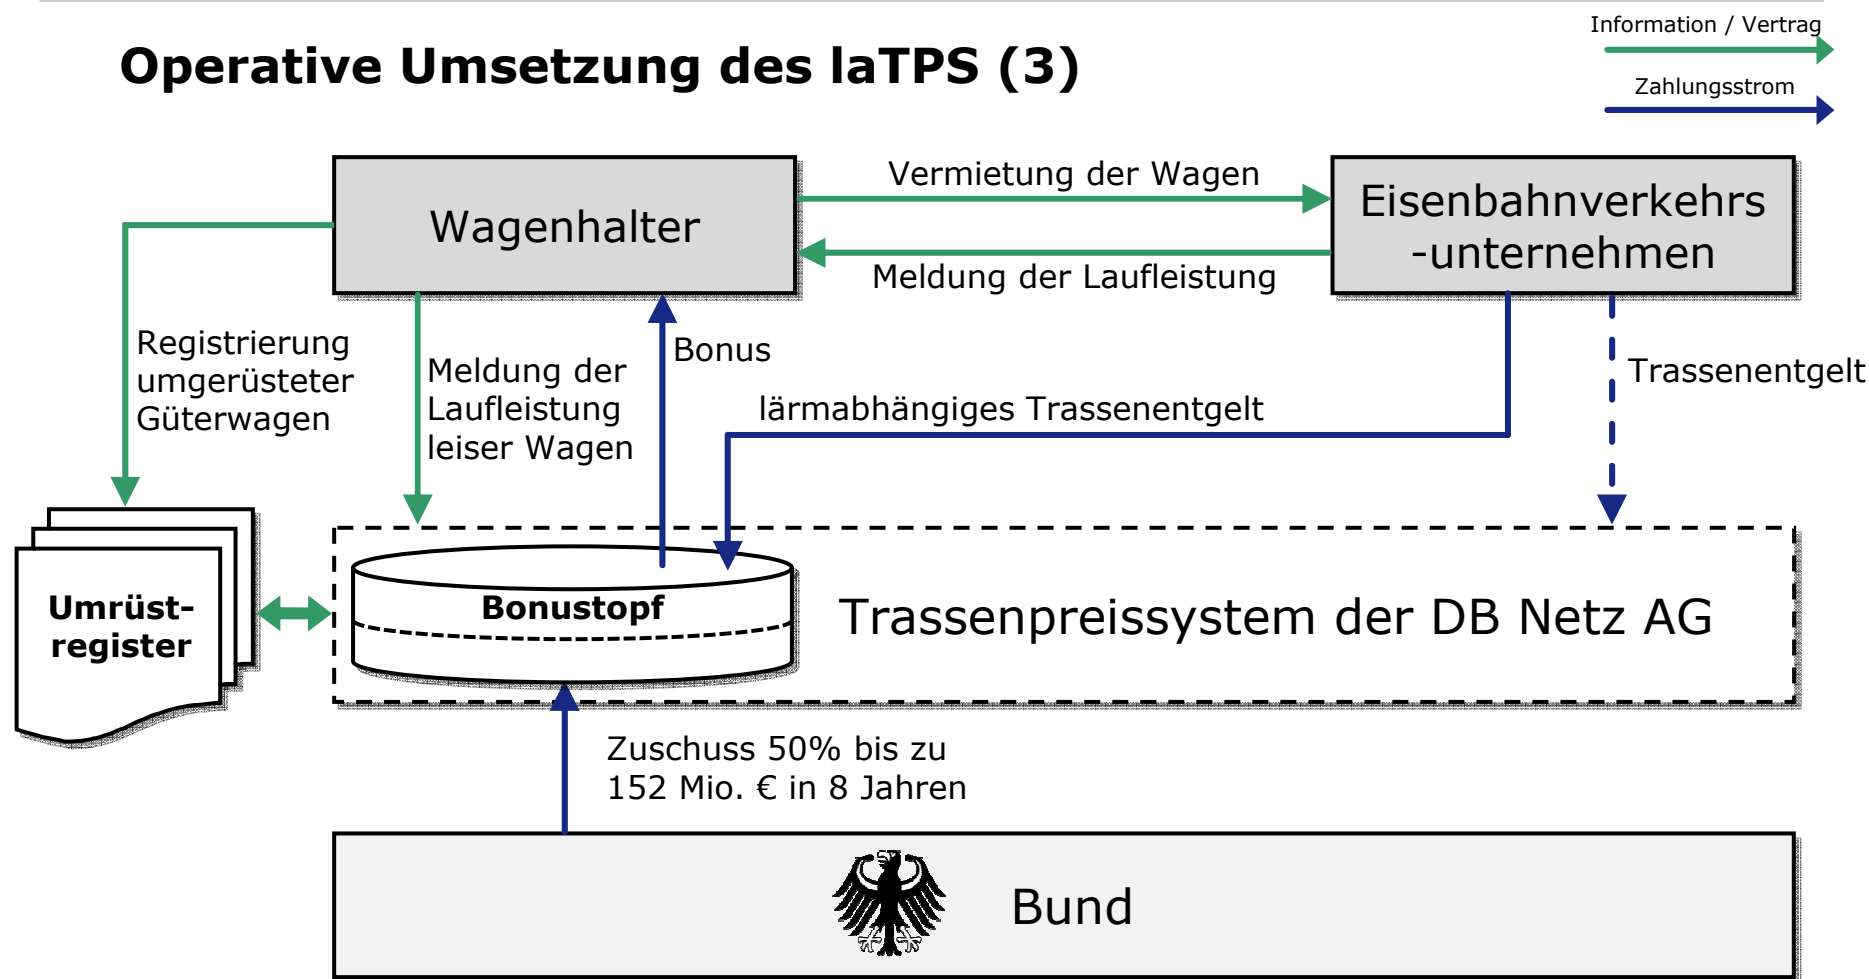 Information / Vertrag
Operative Umsetzung des laTPS (3)
Zahlungsstrom
Wagenhalter
Vermietung der Wagen
Meldung der Laufleistung
Eisenbahnverkehrs
-unternehmen
Registrierung
umgerüsteter
Güterwagen
Meldung der
Laufleistung
leiser Wagen
Bonus
lärmabhängiges Trassenentgelt
Trassenentgelt
Umrüst-
register
Bonustopf
Trassenpreissystem der DB Netz AG
Zuschuss 50% bis zu
152 Mio. € in 8 Jahren
Bund